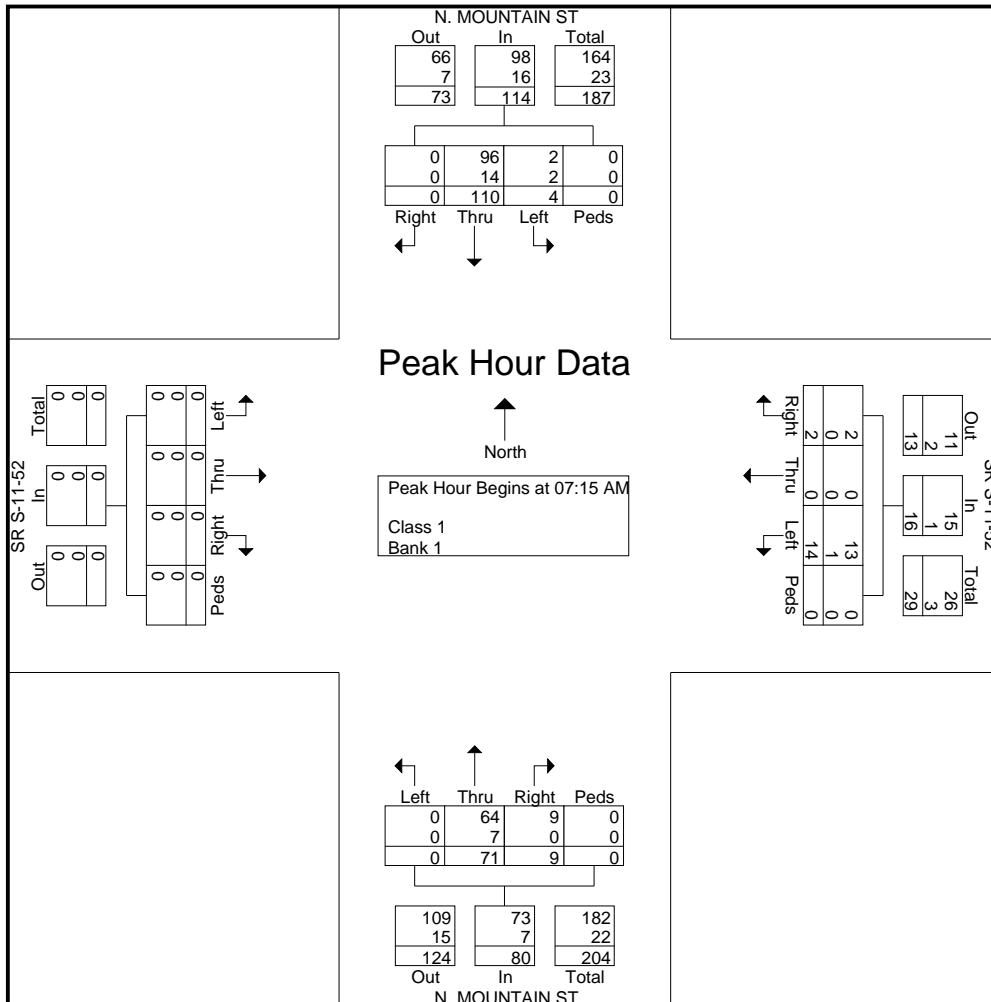 N. MOUNTAIN ST
Out In Total
66 98 164
7 16 23
73 114 187
0 96 2 0
0 14 2 0
0 110 4 0
Right Thru Left Peds
Peak Hour Data
North
Peak Hour Begins at 07:15 AM
Class 1
Bank 1
SR S-11-52
Total In Out
0 0 0
0 0 0
0 0 0
Left Thru Right Peds
0 0 0 0
0 0 0 0
0 0 0 0
SR S-11-52
Out In Total
11 15 26
2 1 3
13 16 29
Right Thru Left Peds
2 0 13 0
0 0 1 0
2 0 14 0
Left Thru Right Peds
0 64 9 0
0 7 0 0
0 71 9 0
109 73 182
15 7 22
124 80 204
Out In Total
N. MOUNTAIN ST